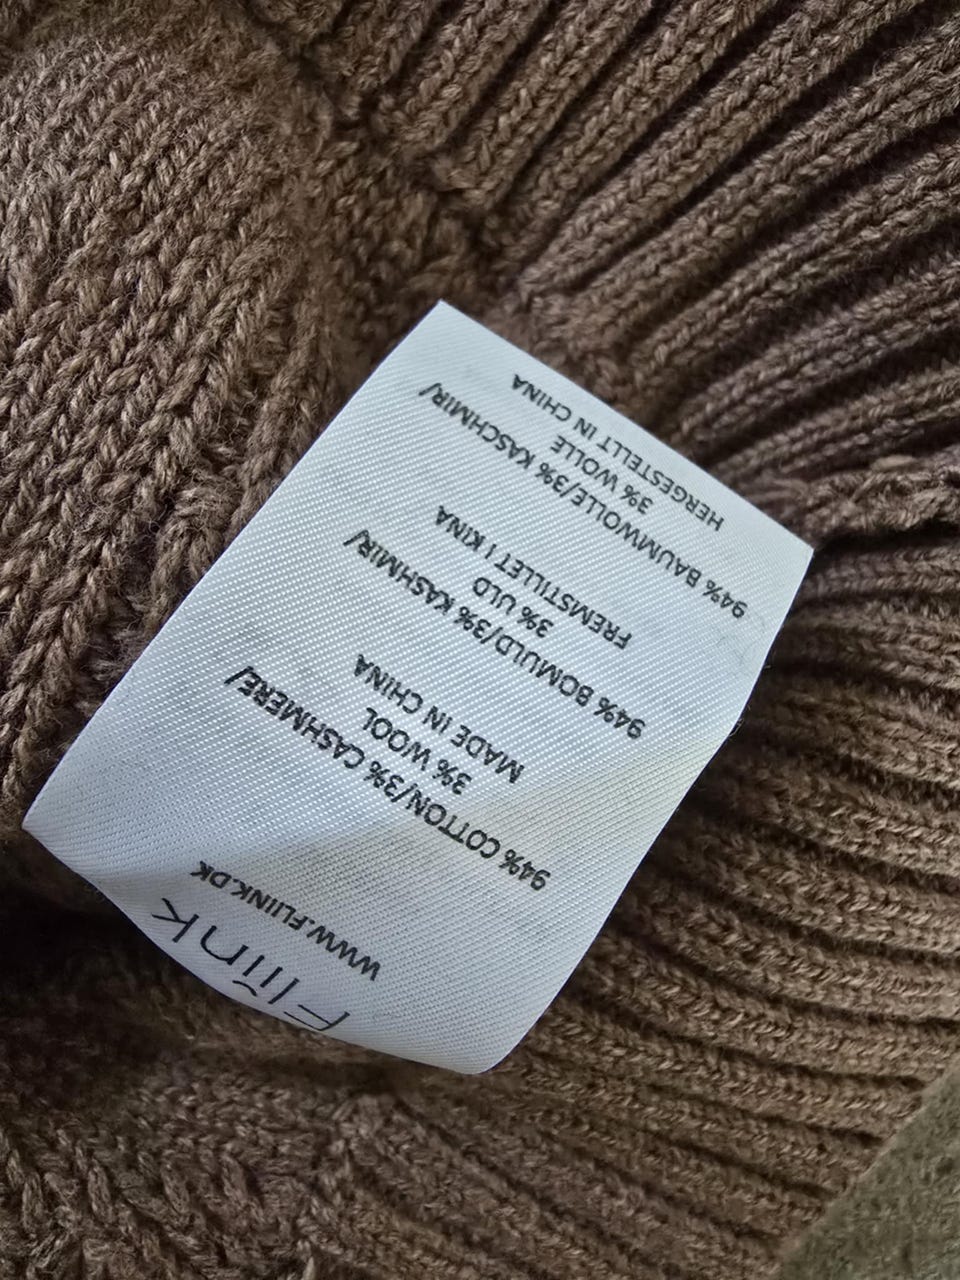 Fliink
WWW.FLIINK.DK
94% COTTON/3% CASHMERE/
3% WOOL
MADE IN CHINA
94% BOMULD/3% KASHMIR/
3% ULD
FREMSTILLET I KINA
94% BAUMWOLLE/3% KASCHMIR/
3% WOLLE
HERGESTELLT IN CHINA